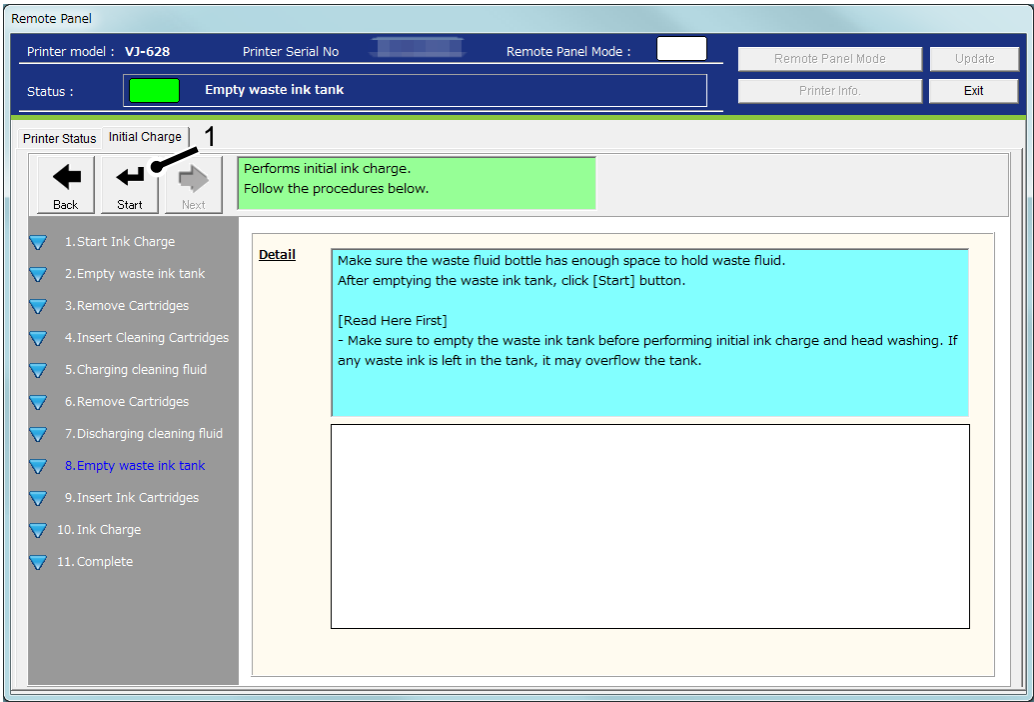 Remote Panel
Printer model : VJ-628 Printer Serial No Remote Panel Mode :
Remote Panel Mode Update
Status : Empty waste ink tank
Printer Info. Exit
Printer Status Initial Charge 1
Back Start Next
Performs initial ink charge.
Follow the procedures below.
1.Start Ink Charge
2.Empty waste ink tank
3.Remove Cartridges
4.Insert Cleaning Cartridges
5.Charging cleaning fluid
6.Remove Cartridges
7.Discharging cleaning fluid
8.Empty waste ink tank
9.Insert Ink Cartridges
10.Ink Charge
11.Complete
Detail
Make sure the waste fluid bottle has enough space to hold waste fluid.
After emptying the waste ink tank, click [Start] button.
[Read Here First]
- Make sure to empty the waste ink tank before performing initial ink charge and head washing. If
any waste ink is left in the tank, it may overflow the tank.